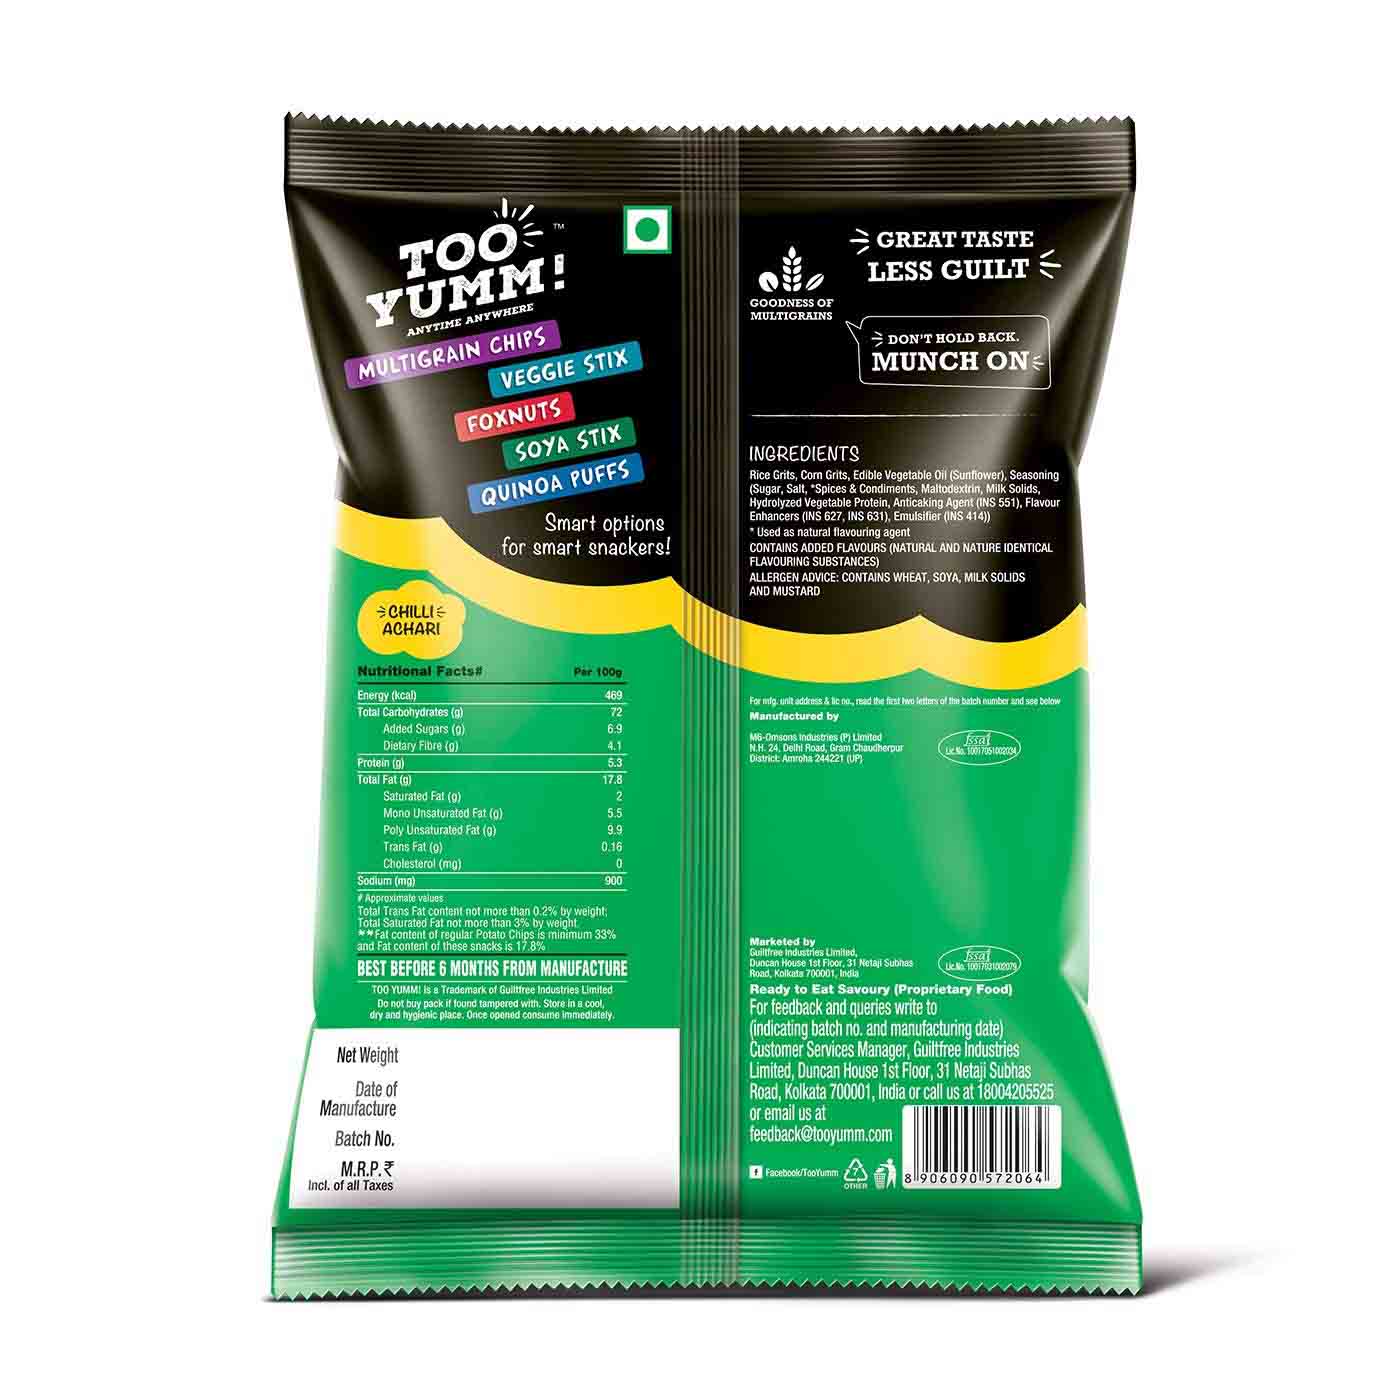 TOO
YUMM!
™
ANYTIME ANYWHERE
MULTIGRAIN CHIPS
VEGGIE STIX
FOXNUTS
SOYA STIX
QUINOA PUFFS
Smart options
for smart snackers!
CHILLI
ACHARI
Nutritional Facts# Per 100g
Energy (kcal) 469
Total Carbohydrates (g) 72
Added Sugars (g) 6.9
Dietary Fibre (g) 4.1
Protein (g) 5.3
Total Fat (g) 17.8
Saturated Fat (g) 2
Mono Unsaturated Fat (g) 5.5
Poly Unsaturated Fat (g) 9.9
Trans Fat (g) 0.16
Cholesterol (mg) 0
Sodium (mg) 900
# Approximate values
Total Trans Fat content not more than 0.2% by weight;
Total Saturated Fat not more than 3% by weight.
**Fat content of regular Potato Chips is minimum 33%
and Fat content of these snacks is 17.8%
BEST BEFORE 6 MONTHS FROM MANUFACTURE
TOO YUMM! is a Trademark of Guiltfree Industries Limited
Do not buy pack if found tampered with. Store in a cool,
dry and hygienic place. Once opened consume immediately.
Net Weight
Date of
Manufacture
Batch No.
M.R.P.₹
Incl. of all Taxes
GOODNESS OF
MULTIGRAINS
GREAT TASTE
LESS GUILT
DON'T HOLD BACK.
MUNCH ON
INGREDIENTS
Rice Grits, Corn Grits, Edible Vegetable Oil (Sunflower), Seasoning
(Sugar, Salt, *Spices & Condiments, Maltodextrin, Milk Solids,
Hydrolyzed Vegetable Protein, Anticaking Agent (INS 551), Flavour
Enhancers (INS 627, INS 631), Emulsifier (INS 414))
* Used as natural flavouring agent
CONTAINS ADDED FLAVOURS (NATURAL AND NATURE IDENTICAL
FLAVOURING SUBSTANCES)
ALLERGEN ADVICE: CONTAINS WHEAT, SOYA, MILK SOLIDS
AND MUSTARD
For mfg. unit address & lic no., read the first two letters of the batch number and see below
Manufactured by
M6-Omsons Industries (P) Limited
N.H. 24, Delhi Road, Gram Chaudherpur
District: Amroha 244221 (UP)
fssai
Lic.No. 10017051002034
Marketed by
Guiltfree Industries Limited,
Duncan House 1st Floor, 31 Netaji Subhas
Road, Kolkata 700001, India
fssai
Lic.No. 10017031002079
Ready to Eat Savoury (Proprietary Food)
For feedback and queries write to
(indicating batch no. and manufacturing date)
Customer Services Manager, Guiltfree Industries
Limited, Duncan House 1st Floor, 31 Netaji Subhas
Road, Kolkata 700001, India or call us at 18004205525
or email us at
feedback@tooyumm.com
f Facebook/TooYumm
7
OTHER
8 906090 572064